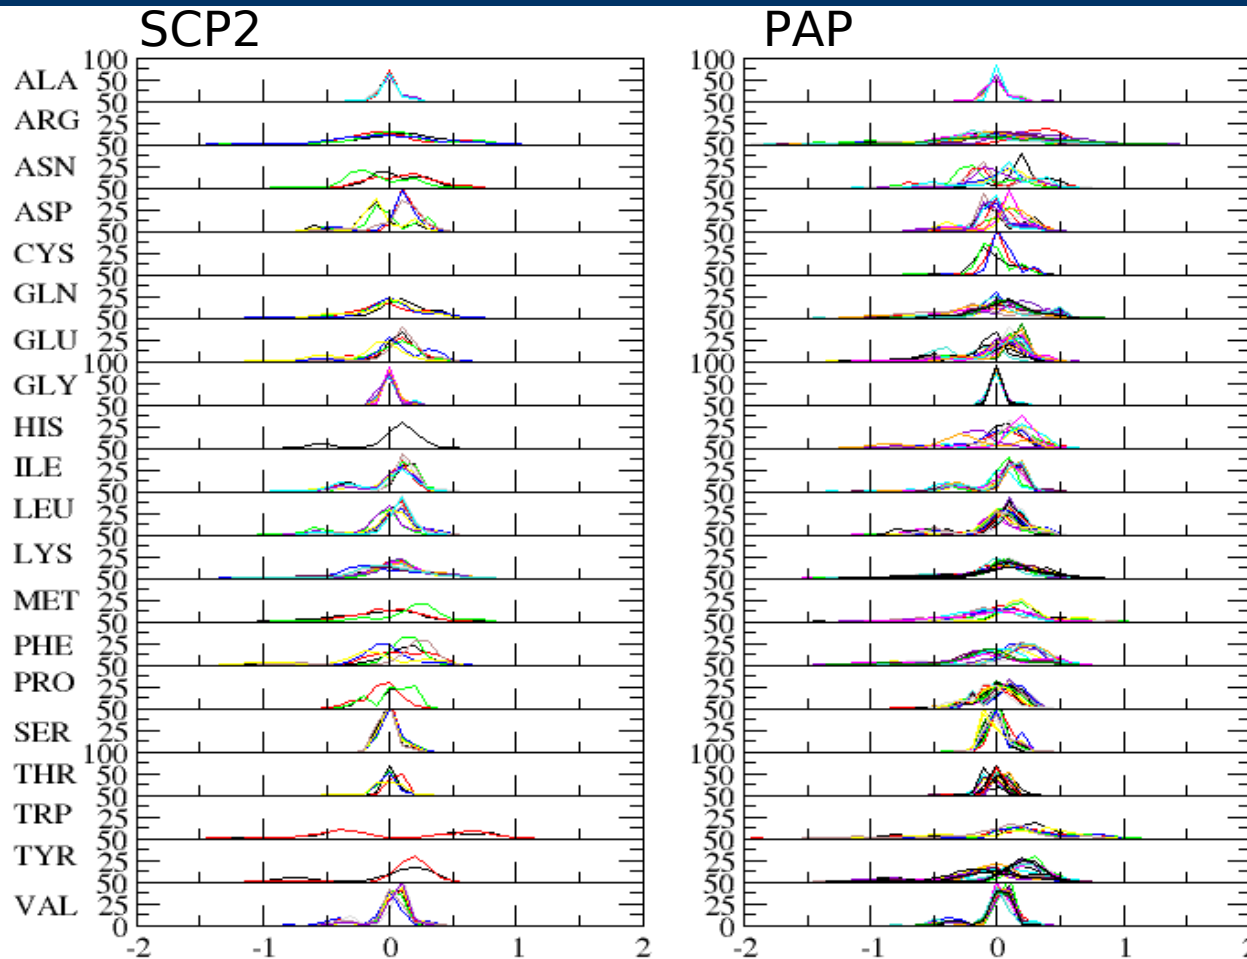 SCP2 PAP
100 100
ALA 50 50
50 50
ARG 25 25
50 50
ASN 25 25
50 50
ASP 25 25
50 50
CYS 25 25
50 50
GLN 25 25
50 50
GLU 25 25
100 100
GLY 50 50
50 50
HIS 25 25
50 50
ILE 25 25
50 50
LEU 25 25
50 50
LYS 25 25
50 50
MET 25 25
50 50
PHE 25 25
50 50
PRO 25 25
50 50
SER 25 25
100 100
THR 50 50
50 50
TRP 25 25
50 50
TYR 25 25
50 50
VAL 25 25
0 0
-2 -1 0 1 2 -2 -1 0 1